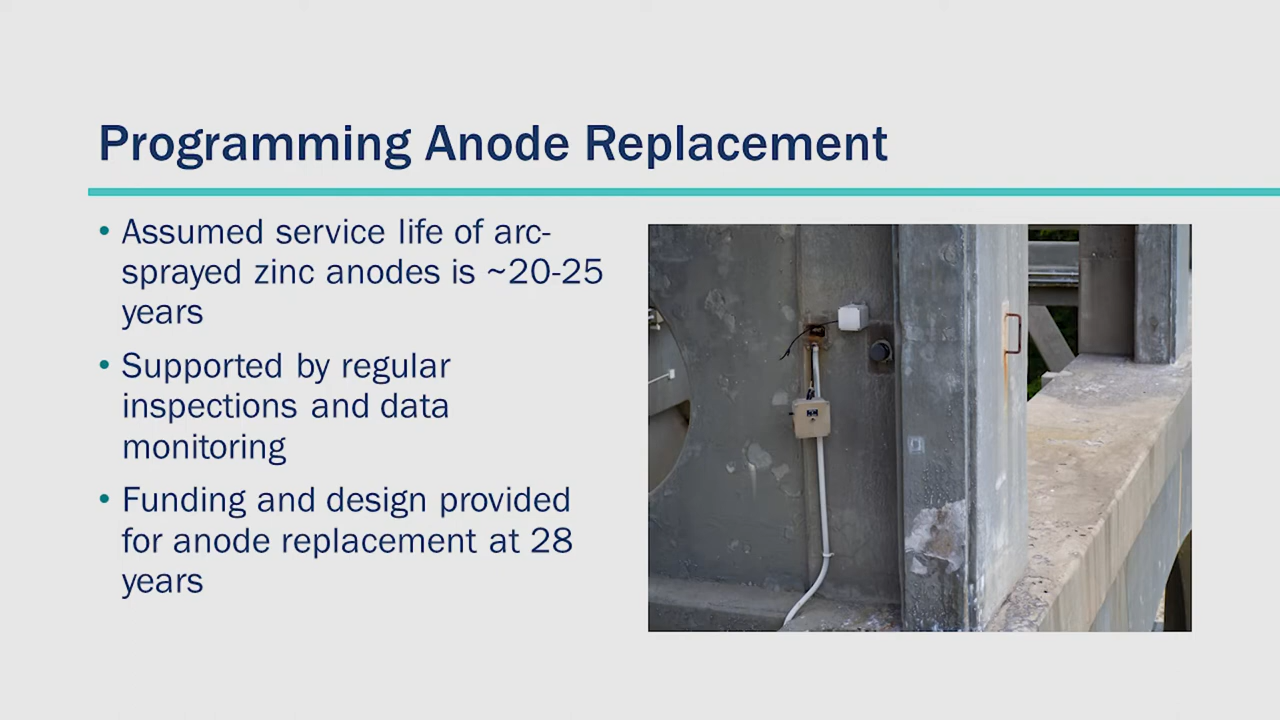 Programming Anode Replacement
• Assumed service life of arc-
sprayed zinc anodes is ~20-25
years
• Supported by regular
inspections and data
monitoring
• Funding and design provided
for anode replacement at 28
years